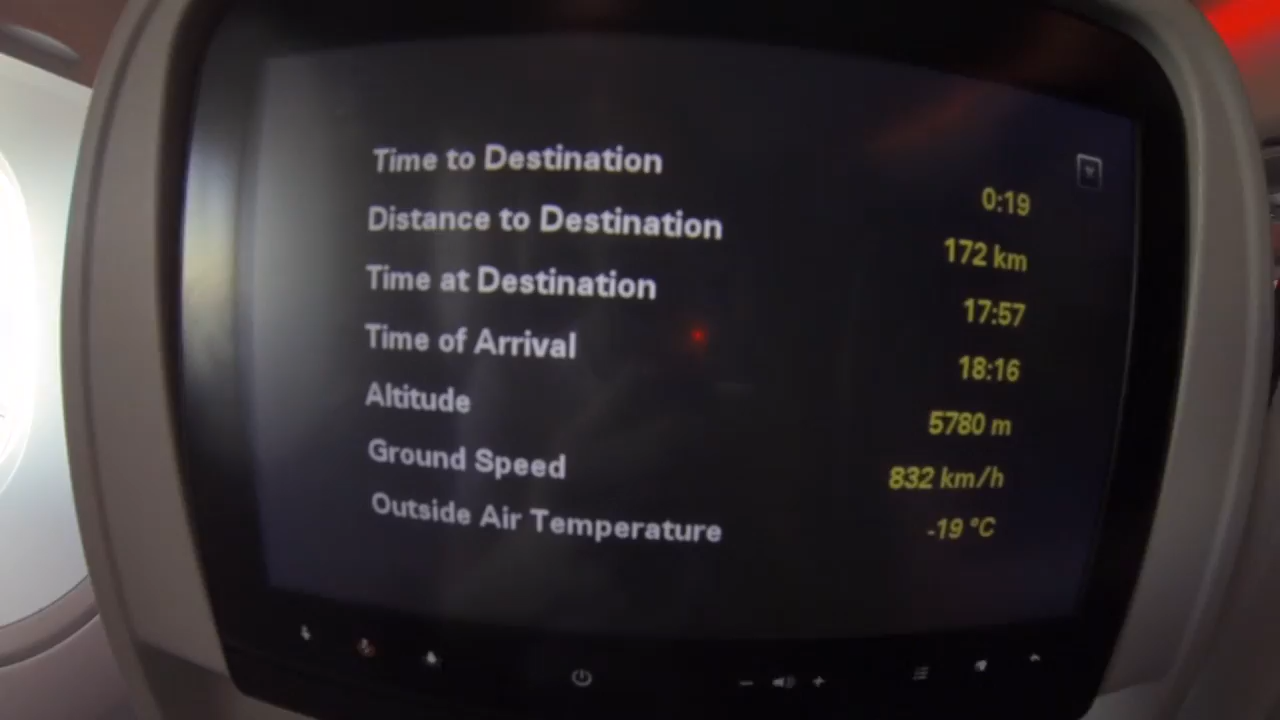 Time to Destination 0:19
Distance to Destination 172 km
Time at Destination 17:57
Time of Arrival 18:16
Altitude 5780 m
Ground Speed 832 km/h
Outside Air Temperature -19 °C